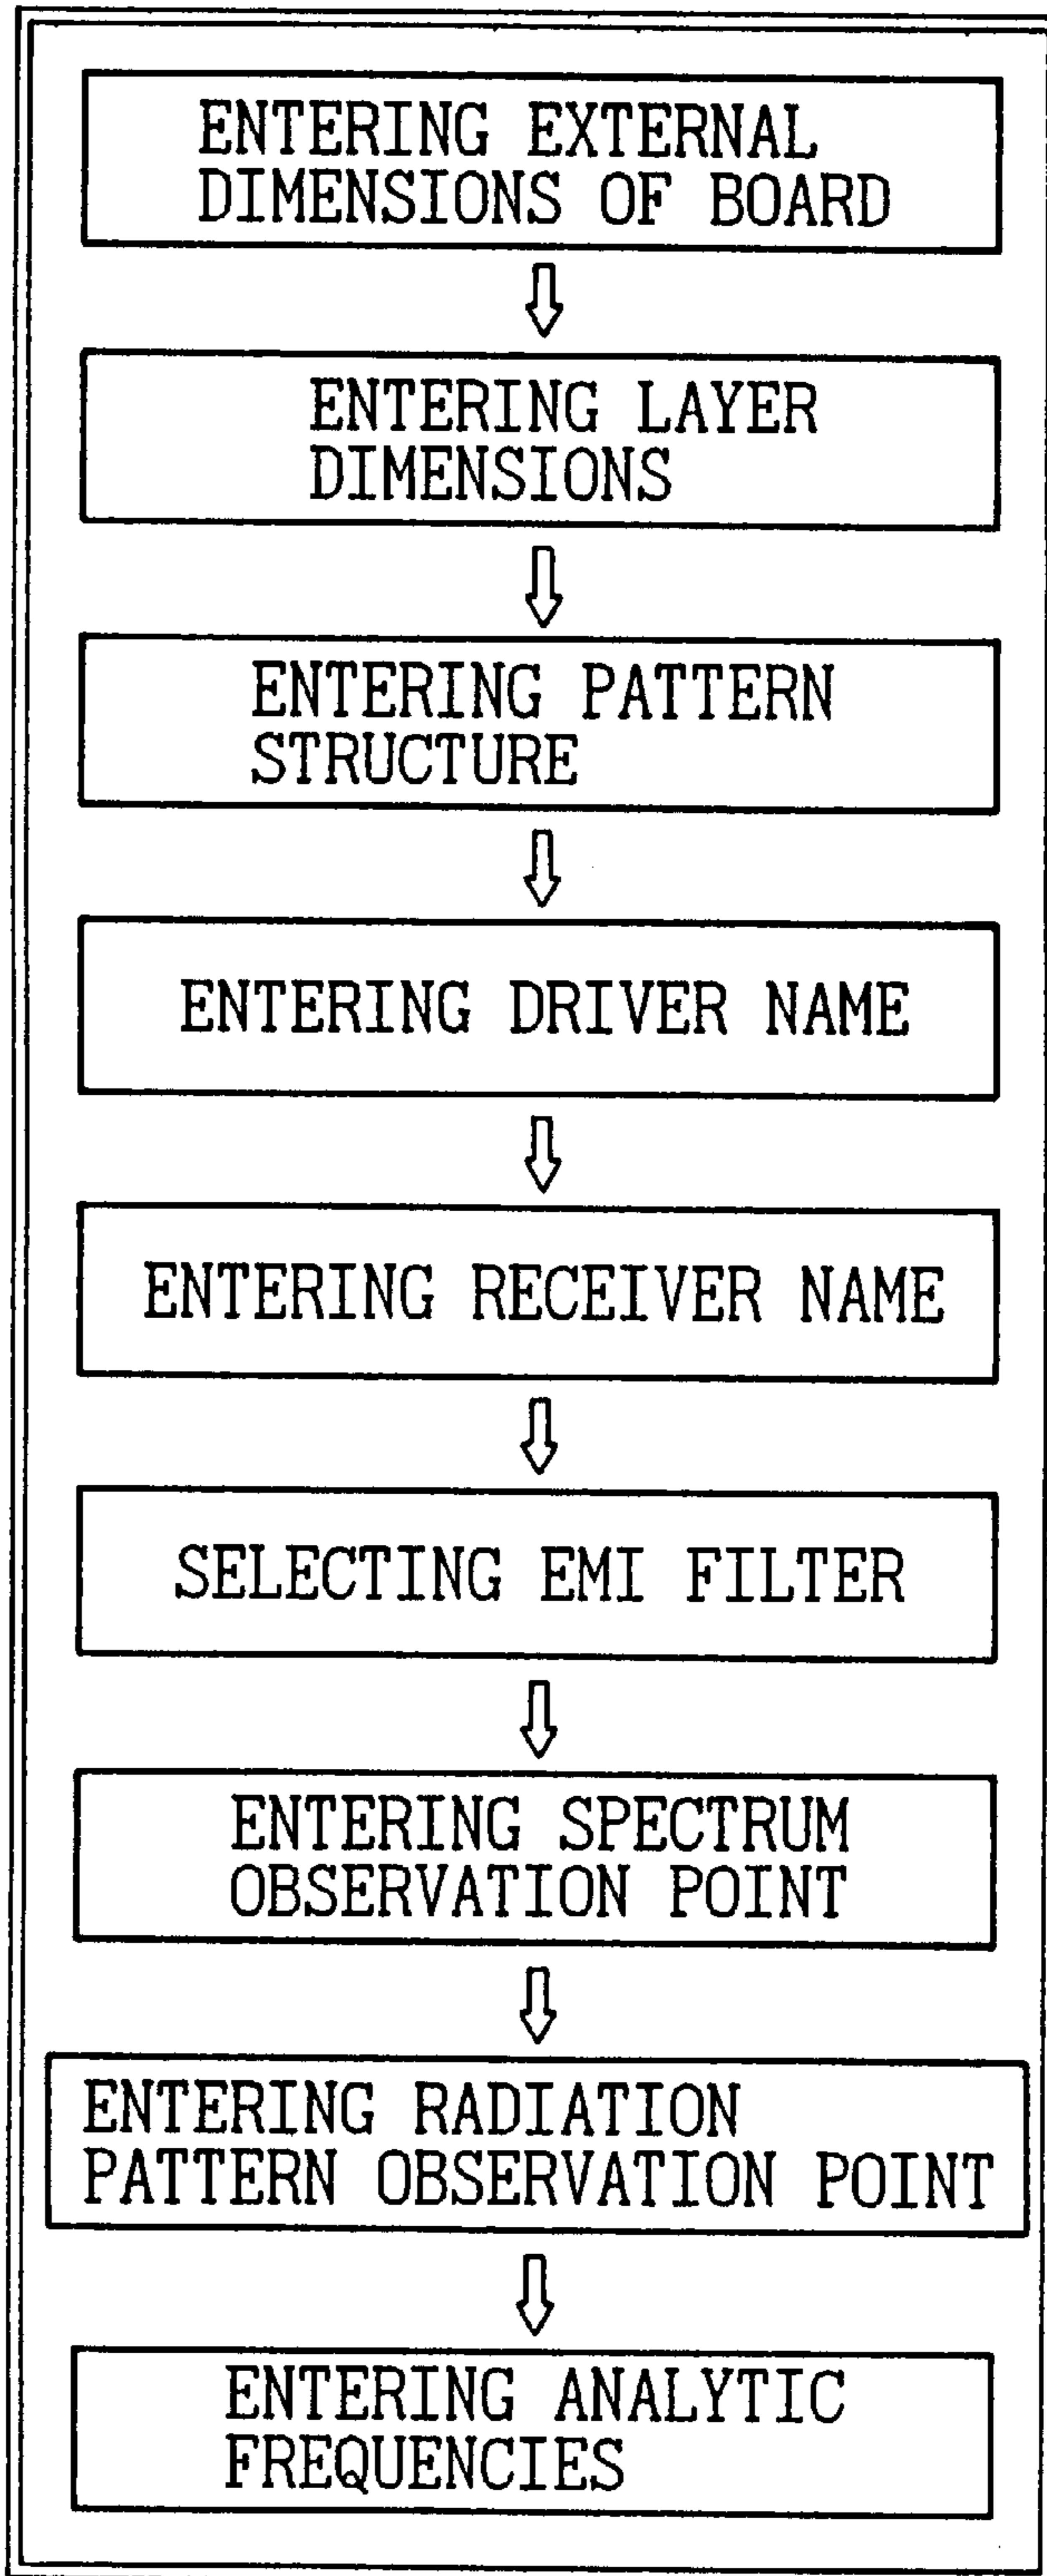 ENTERING EXTERNAL
DIMENSIONS OF BOARD
ENTERING LAYER
DIMENSIONS
ENTERING PATTERN
STRUCTURE
ENTERING DRIVER NAME
ENTERING RECEIVER NAME
SELECTING EMI FILTER
ENTERING SPECTRUM
OBSERVATION POINT
ENTERING RADIATION
PATTERN OBSERVATION POINT
ENTERING ANALYTIC
FREQUENCIES